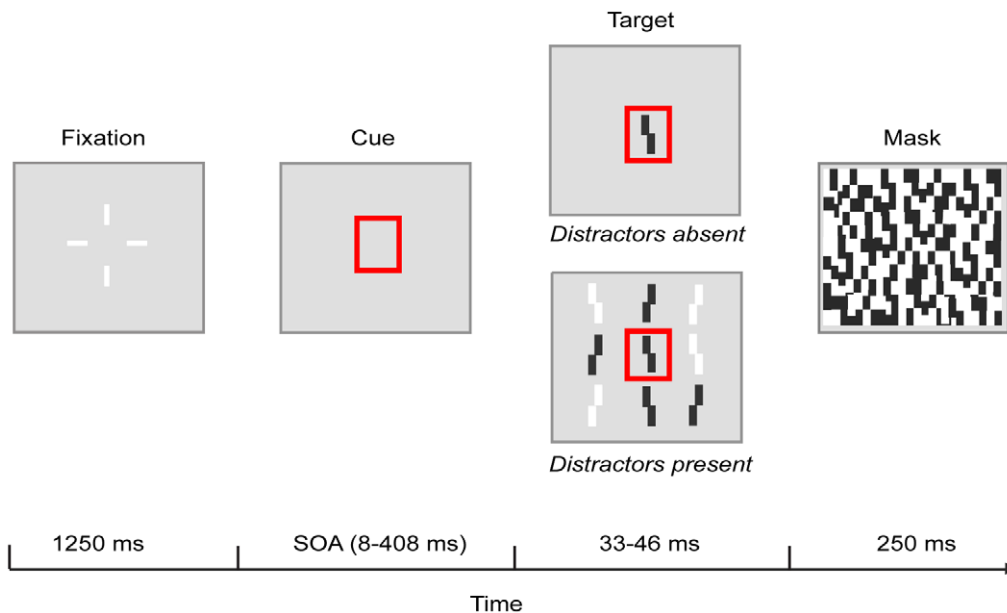 Target
Fixation
Cue
Mask
Distractors absent
Distractors present
1250 ms
SOA (8-408 ms)
33-46 ms
250 ms
Time